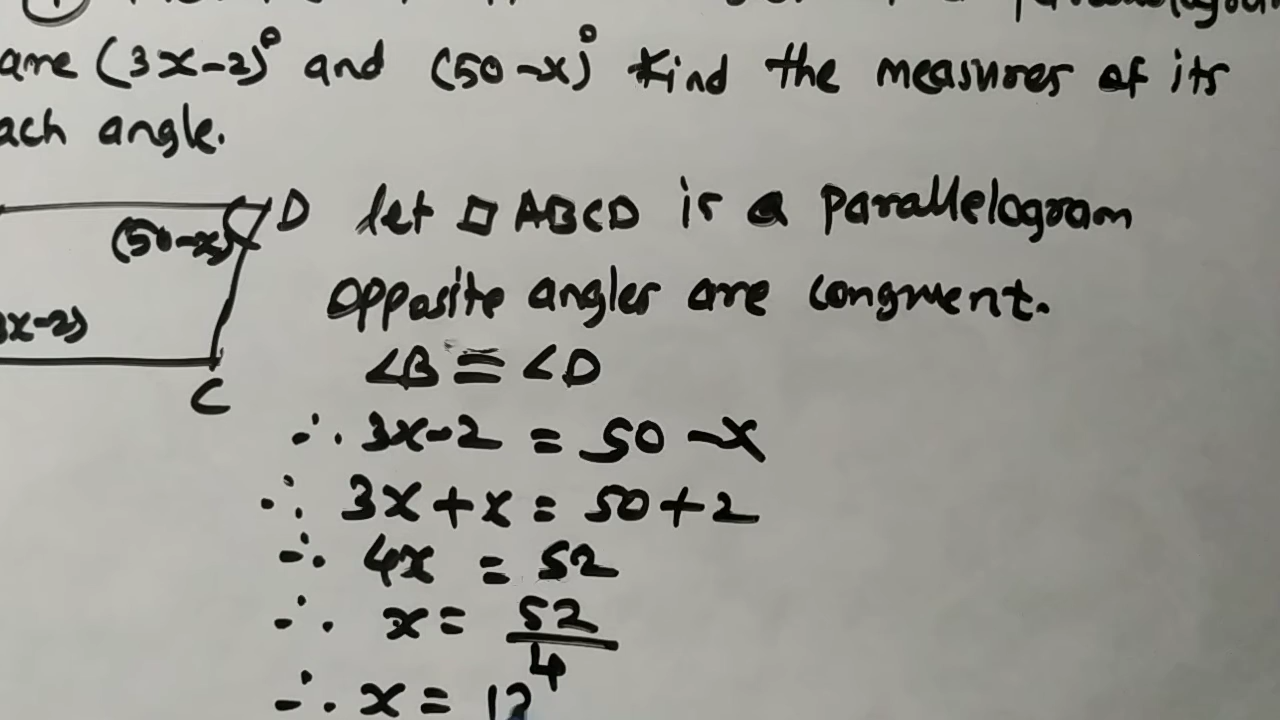 are (3x-2)° and (50-x)° Find the measures of its
ach angle.
D
(50-x)
3x-2)
C
let □ ABCD is a parallelogram
opposite angles are congruent.
∠B ≅ ∠D
∴ 3x-2 = 50-x
∴ 3x+x = 50+2
∴ 4x = 52
∴ x = 52/4
∴ x = 13